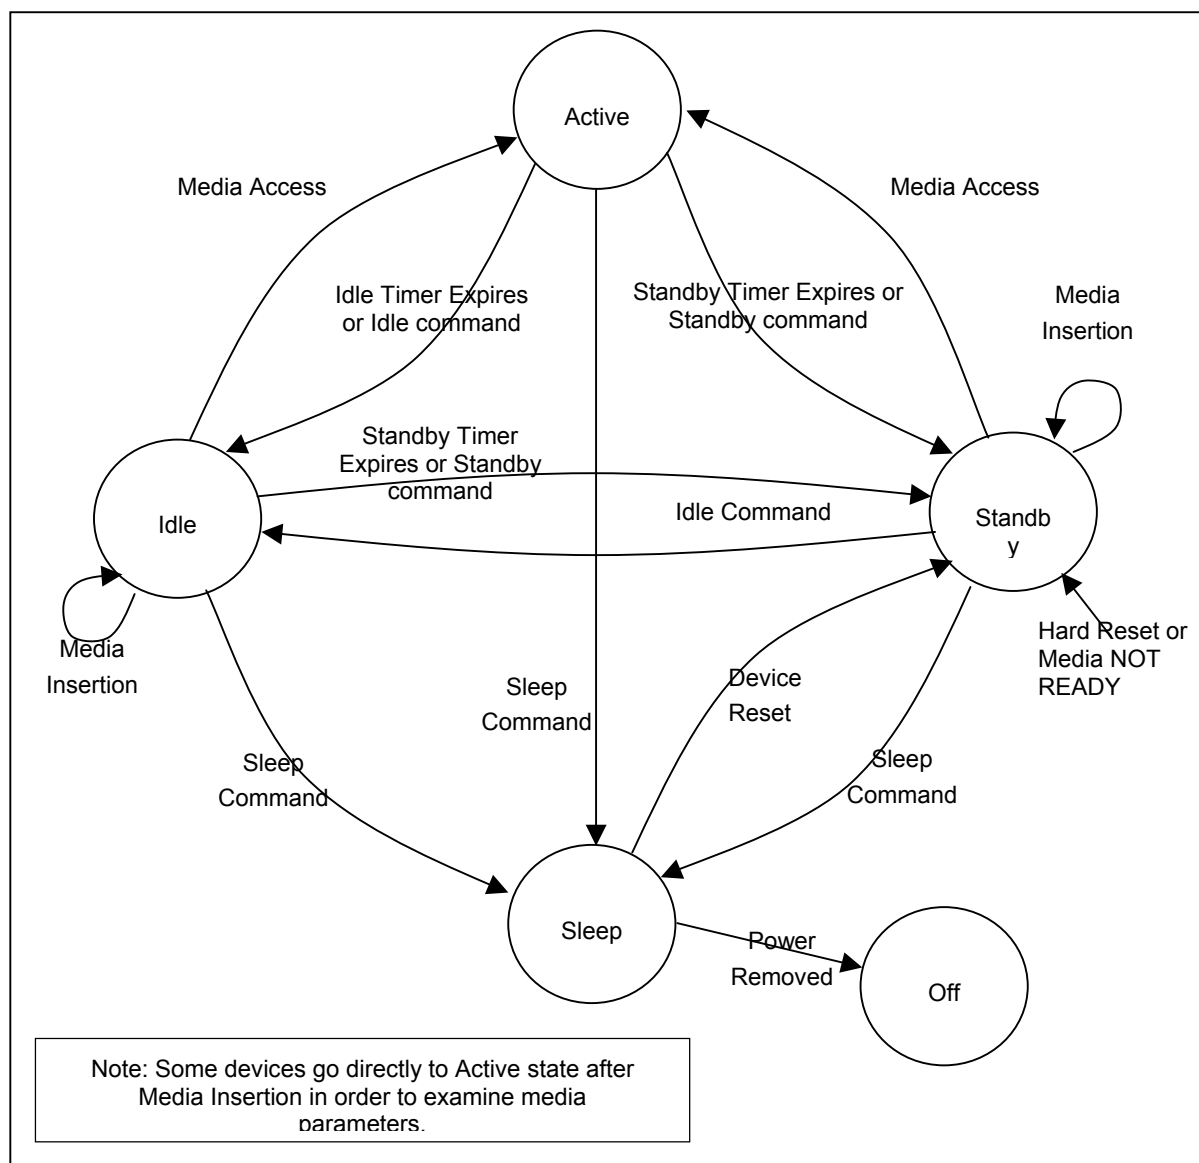 Active
Media Access
Media Access
Idle Timer Expires
or Idle command
Standby Timer Expires or
Standby command
Media
Insertion
Standby Timer
Expires or Standby
command
Idle Command
Idle
Standb
y
Media
Insertion
Hard Reset or
Media NOT
READY
Sleep
Command
Device
Reset
Sleep
Command
Sleep
Command
Sleep
Power
Removed
Off
Note: Some devices go directly to Active state after
Media Insertion in order to examine media
parameters.